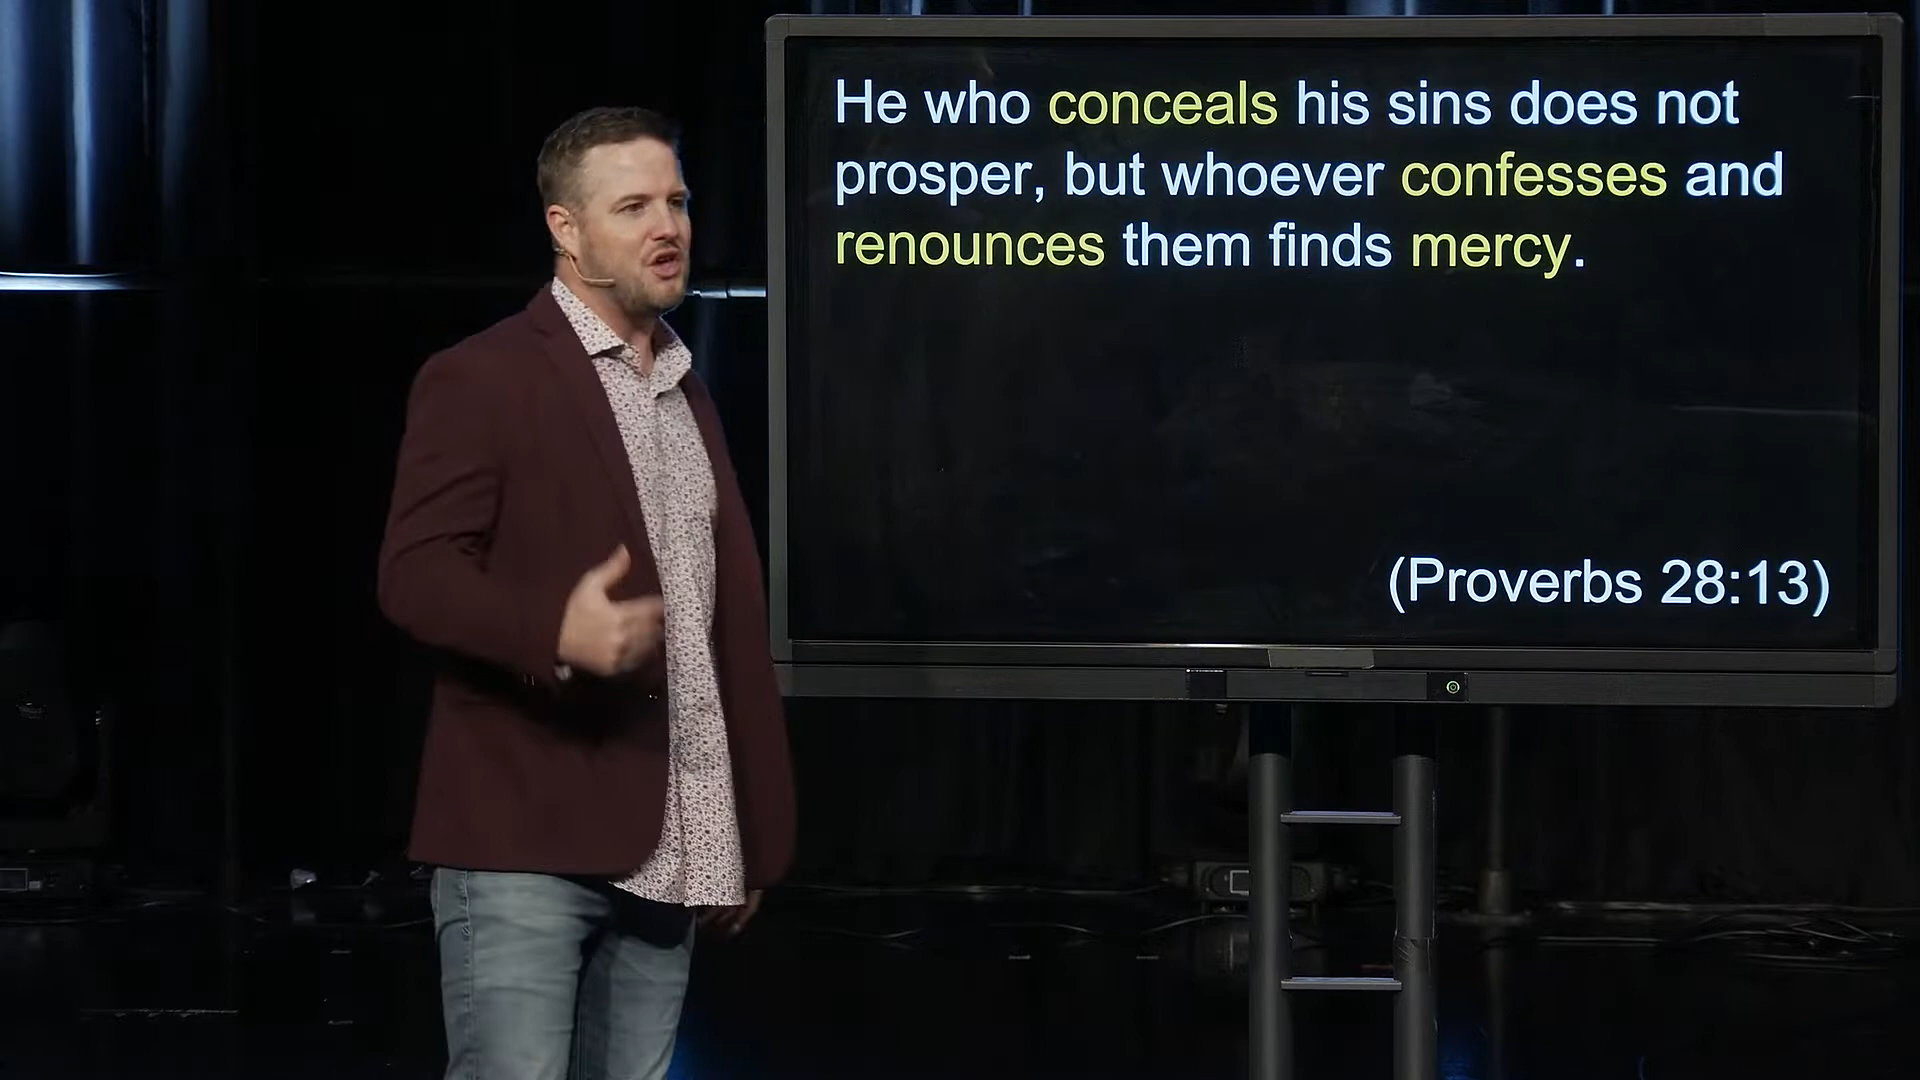 He who conceals his sins does not
prosper, but whoever confesses and
renounces them finds mercy.
(Proverbs 28:13)